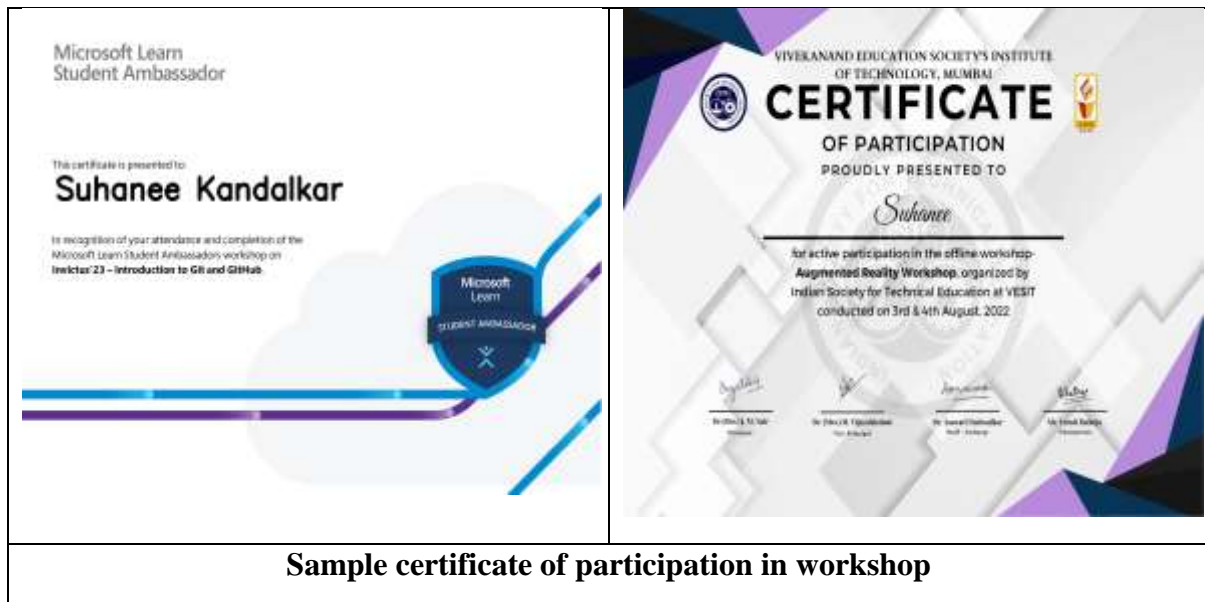 Microsoft Learn
Student Ambassador
This certificate is presented to:
Suhanee Kandalkar
In recognition of your attendance and completion of the
Microsoft Learn Student Ambassadors workshop on
Invictus'23 – Introduction to Git and GitHub.
Microsoft
Learn
STUDENT AMBASSADOR
VIVEKANAND EDUCATION SOCIETY'S INSTITUTE
OF TECHNOLOGY, MUMBAI
CERTIFICATE
OF PARTICIPATION
PROUDLY PRESENTED TO
Suhanee
for active participation in the offline workshop-
Augmented Reality Workshop, organized by
Indian Society for Technical Education at VESIT
conducted on 3rd & 4th August, 2022
Sample certificate of participation in workshop